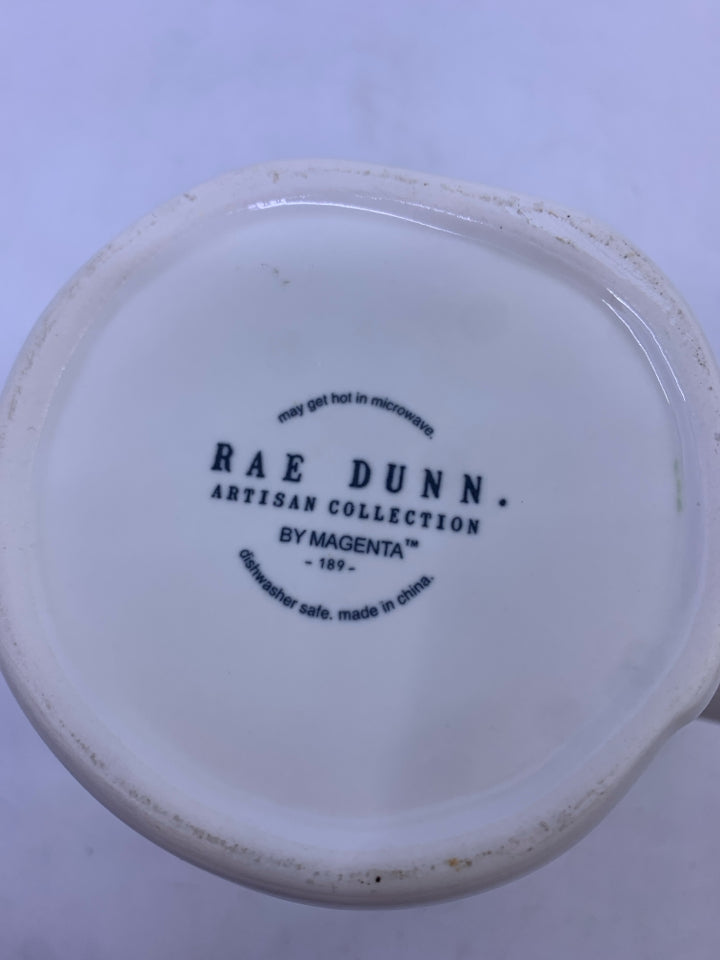 may get hot in microwave.
RAE DUNN.
ARTISAN COLLECTION
BY MAGENTA™
- 189 -
dishwasher safe. made in china.